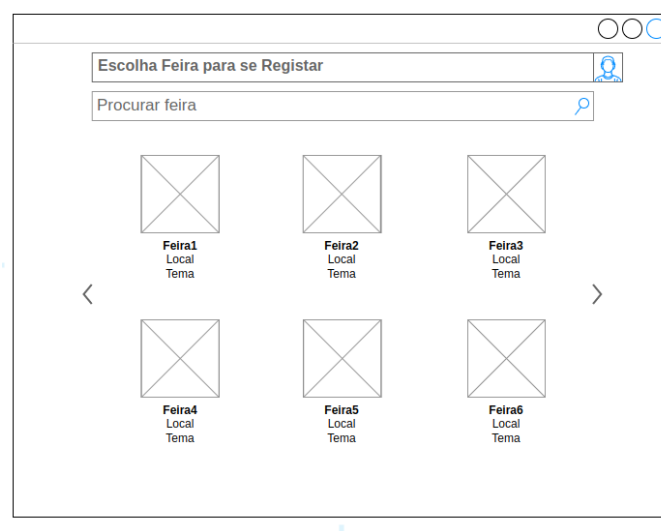 Escolha Feira para se Registar
Procurar feira
Feira1
Local
Tema
Feira2
Local
Tema
Feira3
Local
Tema
Feira4
Local
Tema
Feira5
Local
Tema
Feira6
Local
Tema